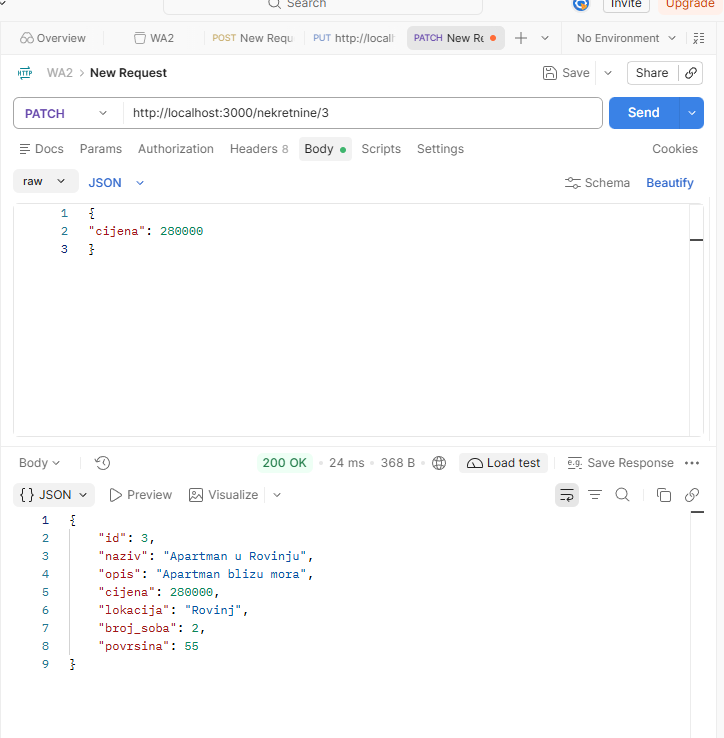 Search
Invite
Upgrade
Overview
WA2
POST New Requ
PUT http://local
PATCH New Re
No Environment
HTTP
WA2 > New Request
Save
Share
PATCH
http://localhost:3000/nekretnine/3
Send
Docs
Params
Authorization
Headers 8
Body
Scripts
Settings
Cookies
raw
JSON
Schema
Beautify
1 {
2 "cijena": 280000
3 }
Body
200 OK • 24 ms • 368 B
Load test
e.g. Save Response
{} JSON
Preview
Visualize
1 {
2 "id": 3,
3 "naziv": "Apartman u Rovinju",
4 "opis": "Apartman blizu mora",
5 "cijena": 280000,
6 "lokacija": "Rovinj",
7 "broj_soba": 2,
8 "povrsina": 55
9 }